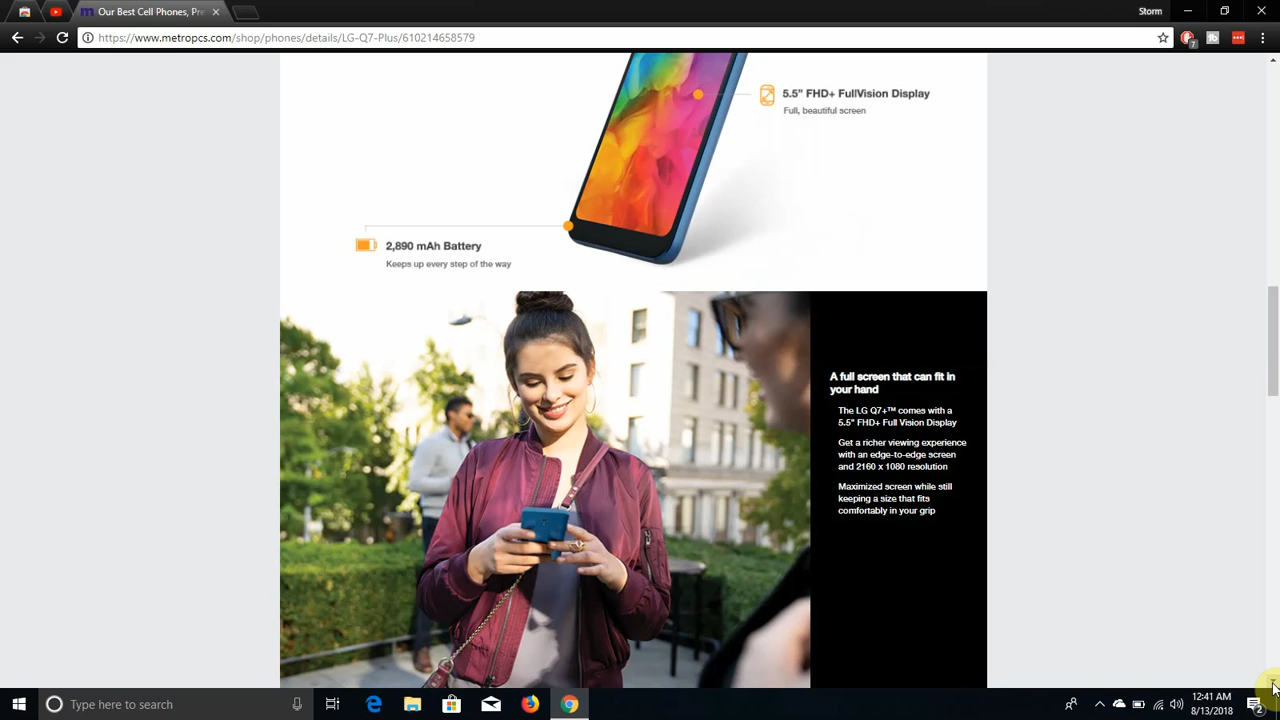 Our Best Cell Phones, Pre
Storm
https://www.metropcs.com/shop/phones/details/LG-Q7-Plus/610214658579
7
5.5" FHD+ FullVision Display
Full, beautiful screen
2,890 mAh Battery
Keeps up every step of the way
A full screen that can fit in
your hand
The LG Q7+™ comes with a
5.5" FHD+ Full Vision Display
Get a richer viewing experience
with an edge-to-edge screen
and 2160 x 1080 resolution
Maximized screen while still
keeping a size that fits
comfortably in your grip
Type here to search
12:41 AM
8/13/2018
2